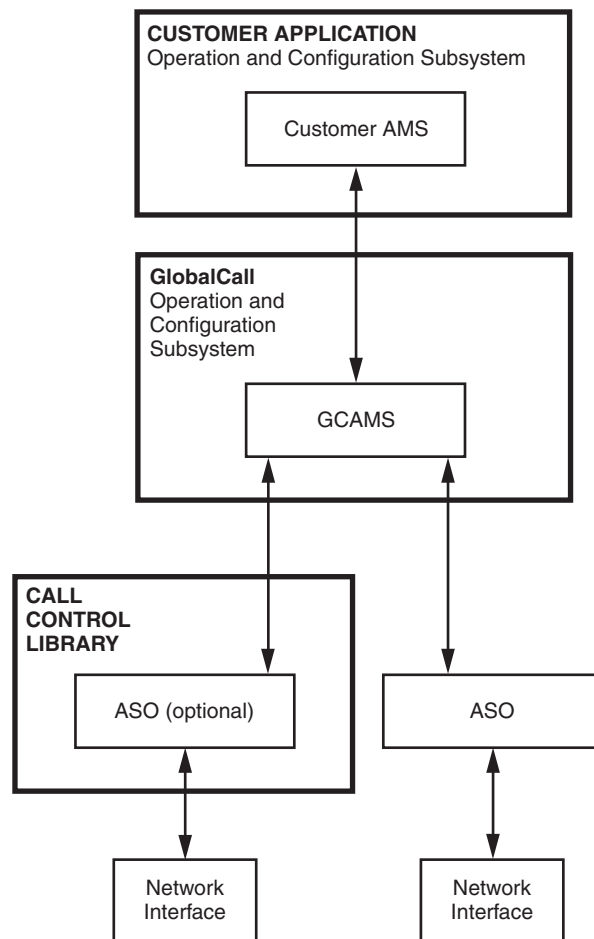 CUSTOMER APPLICATION
Operation and Configuration Subsystem
Customer AMS
GlobalCall
Operation and
Configuration
Subsystem
GCAMS
CALL
CONTROL
LIBRARY
ASO (optional)
ASO
Network
Interface
Network
Interface